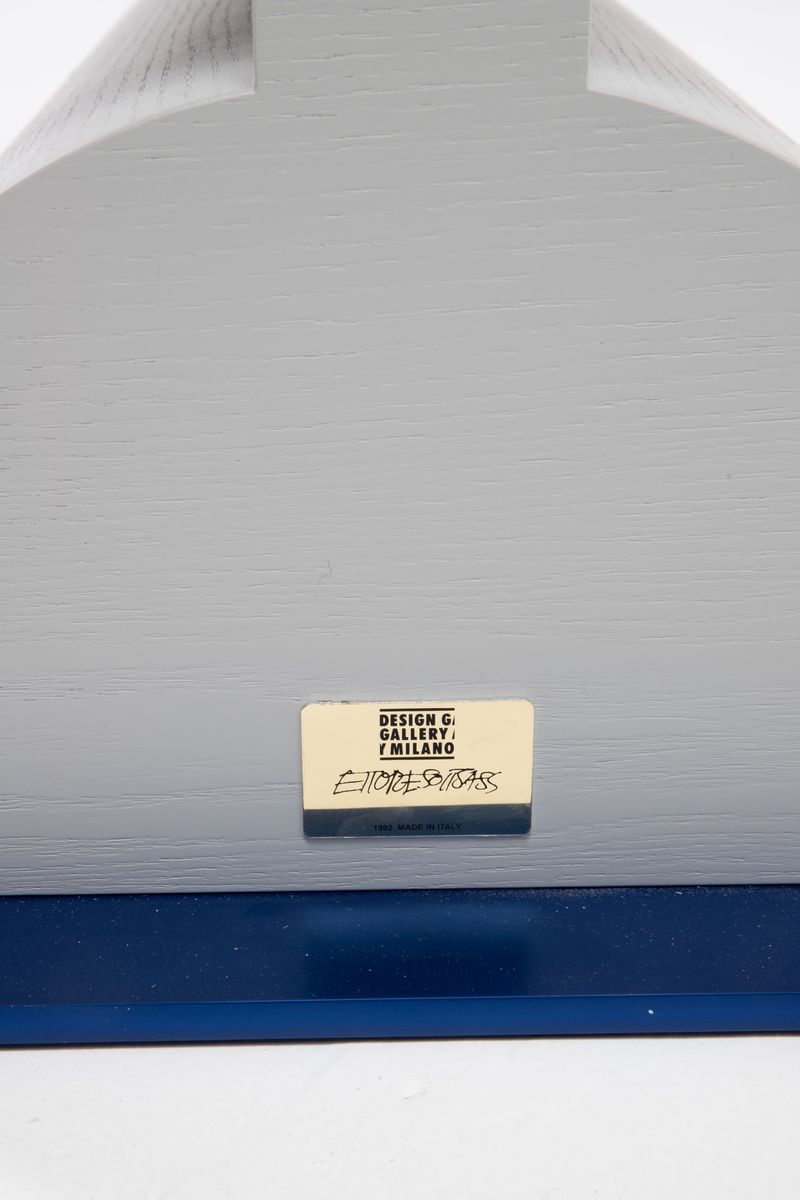 DESIGN G
GALLERY
Y MILANO
ETTORE SOTTSASS
1992 MADE IN ITALY